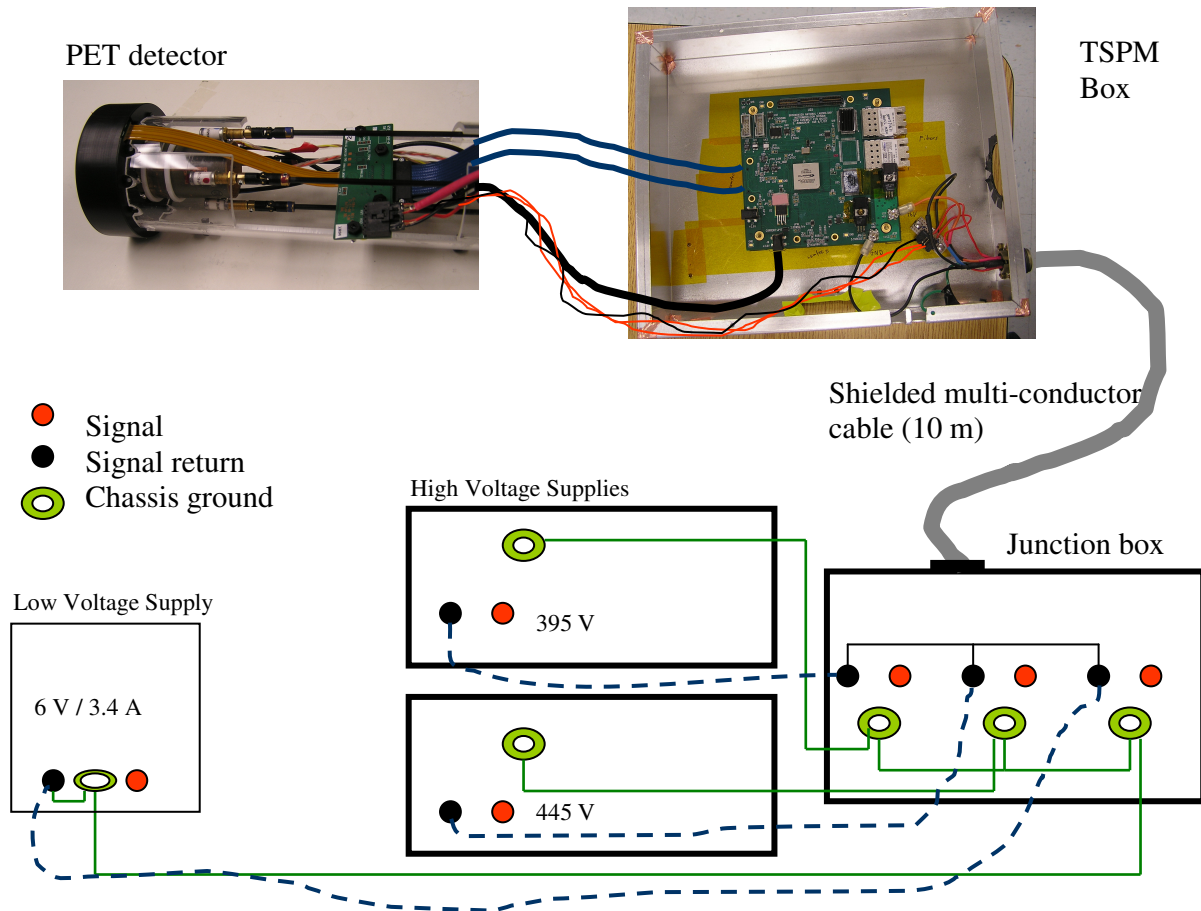 PET detector
TSPM
Box
Shielded multi-conductor
cable (10 m)
Signal
Signal return
Chassis ground
High Voltage Supplies
Junction box
Low Voltage Supply
395 V
6 V / 3.4 A
445 V